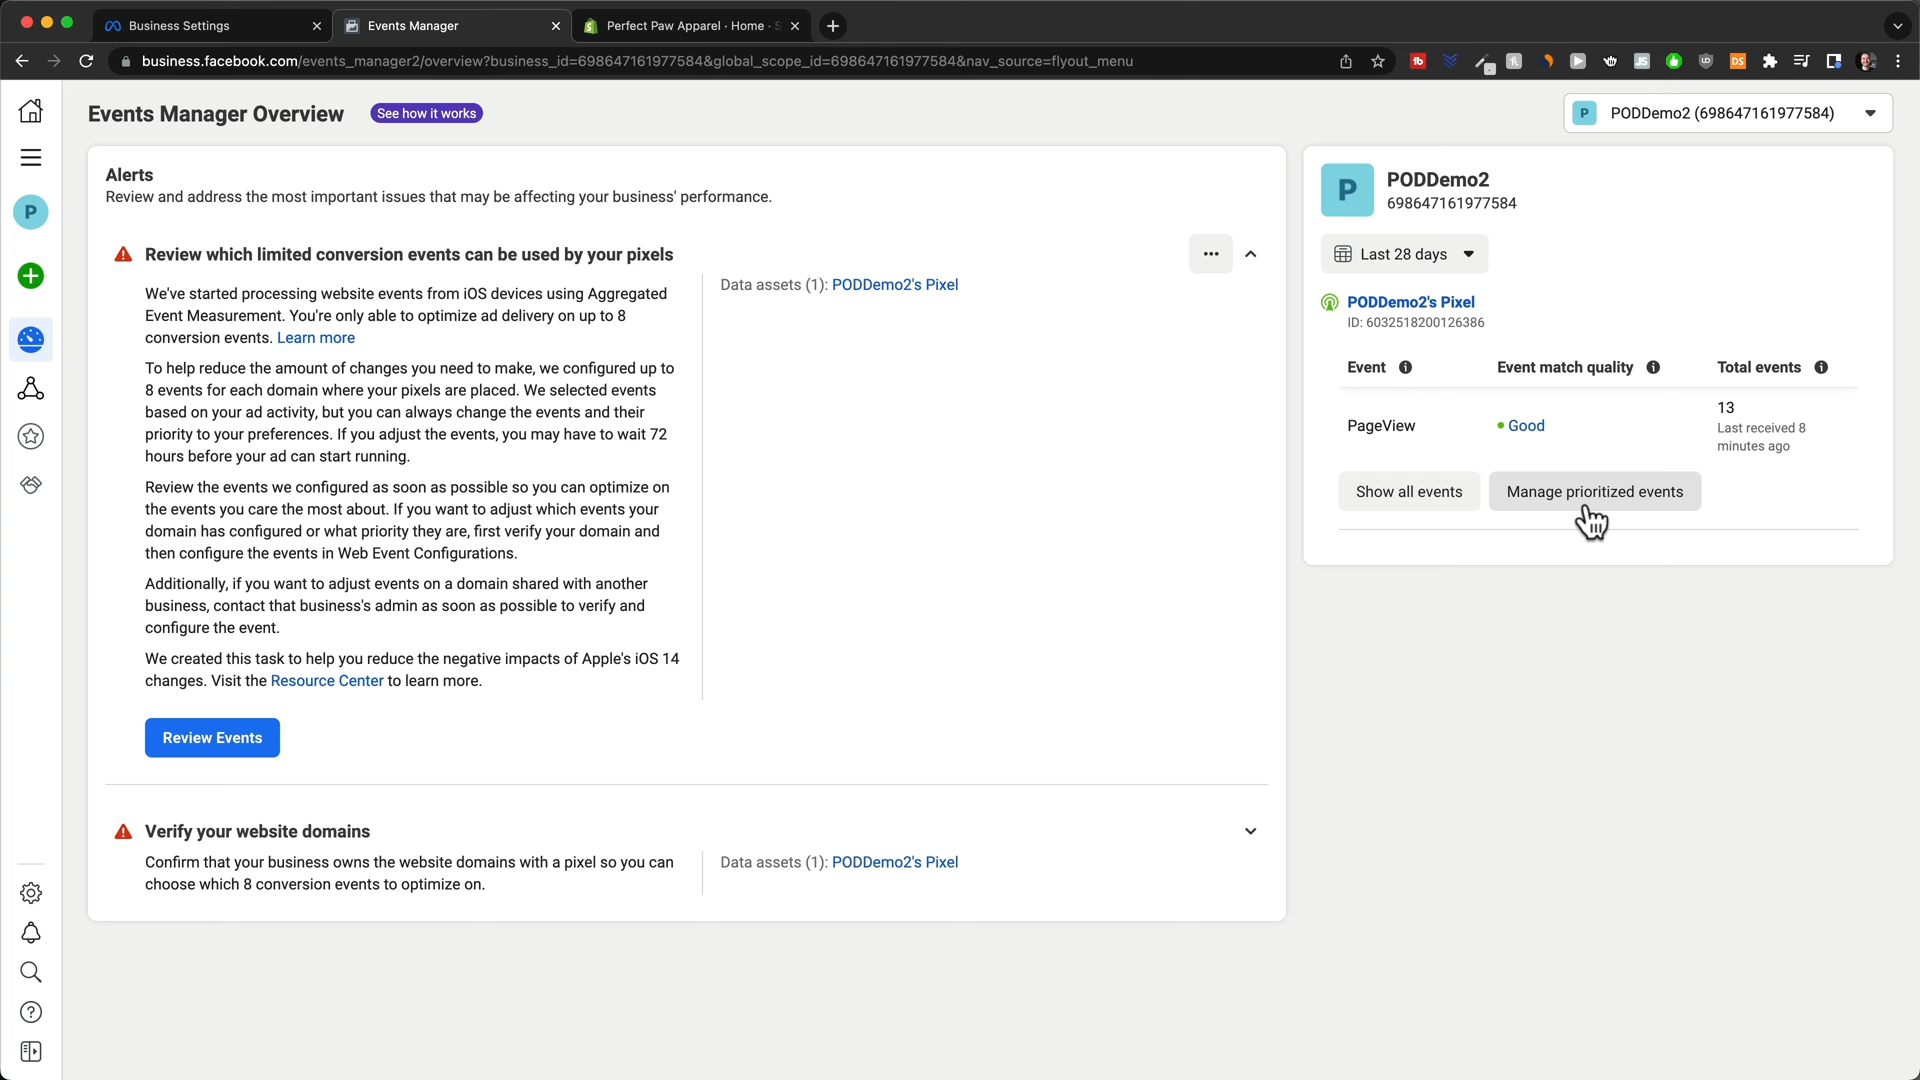 Business Settings
Events Manager
Perfect Paw Apparel · Home · S
business.facebook.com/events_manager2/overview?business_id=698647161977584&global_scope_id=698647161977584&nav_source=flyout_menu
Events Manager Overview
See how it works
P
PODDemo2 (698647161977584)
P
Alerts
Review and address the most important issues that may be affecting your business' performance.
Review which limited conversion events can be used by your pixels
We've started processing website events from iOS devices using Aggregated
Event Measurement. You're only able to optimize ad delivery on up to 8
conversion events. Learn more
To help reduce the amount of changes you need to make, we configured up to
8 events for each domain where your pixels are placed. We selected events
based on your ad activity, but you can always change the events and their
priority to your preferences. If you adjust the events, you may have to wait 72
hours before your ad can start running.
Review the events we configured as soon as possible so you can optimize on
the events you care the most about. If you want to adjust which events your
domain has configured or what priority they are, first verify your domain and
then configure the events in Web Event Configurations.
Additionally, if you want to adjust events on a domain shared with another
business, contact that business's admin as soon as possible to verify and
configure the event.
We created this task to help you reduce the negative impacts of Apple's iOS 14
changes. Visit the Resource Center to learn more.
Data assets (1): PODDemo2's Pixel
Review Events
Verify your website domains
Confirm that your business owns the website domains with a pixel so you can
choose which 8 conversion events to optimize on.
Data assets (1): PODDemo2's Pixel
P
PODDemo2
698647161977584
Last 28 days
PODDemo2's Pixel
ID: 6032518200126386
Event
Event match quality
Total events
PageView
Good
13
Last received 8
minutes ago
Show all events
Manage prioritized events